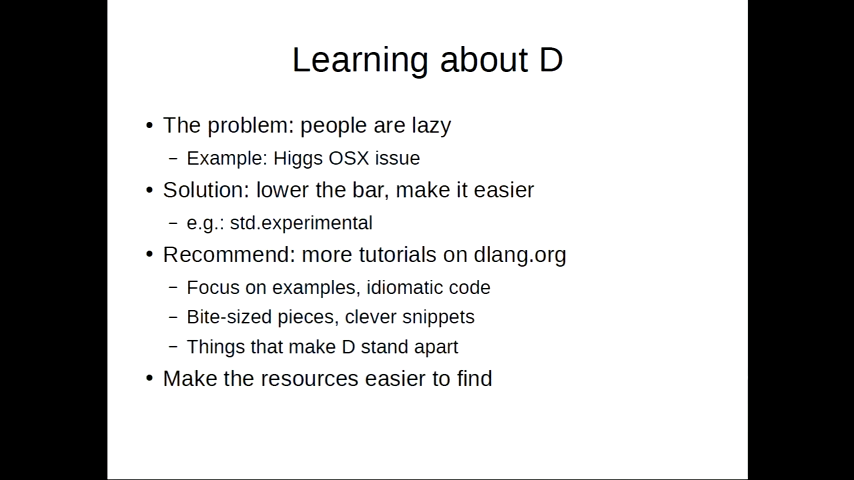 Learning about D
• The problem: people are lazy
– Example: Higgs OSX issue
• Solution: lower the bar, make it easier
– e.g.: std.experimental
• Recommend: more tutorials on dlang.org
– Focus on examples, idiomatic code
– Bite-sized pieces, clever snippets
– Things that make D stand apart
• Make the resources easier to find